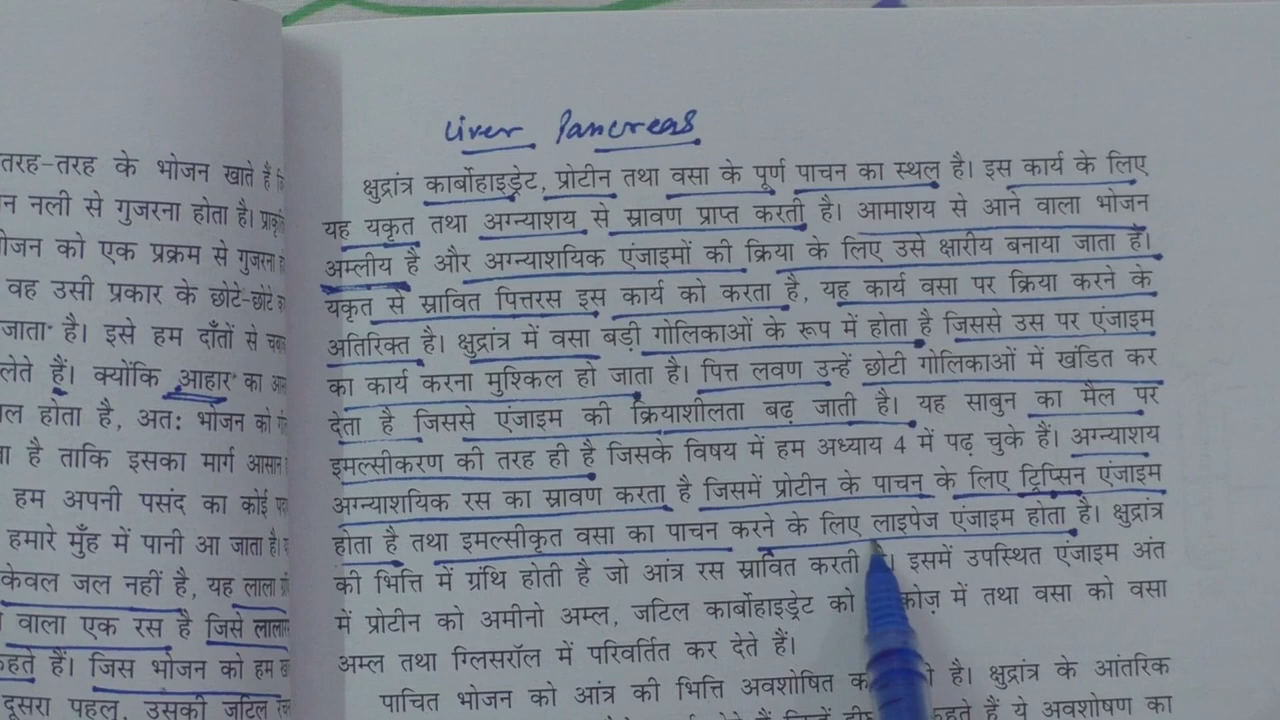 तरह-तरह के भोजन खाते हैं
नली से गुजरना होता है।
को एक प्रक्रम से गुजरना
वह उसी प्रकार के छोटे-छोटे
जाता है। इसे हम दाँतों से
लेते हैं। क्योंकि आहार का
होता है, अतः भोजन को
है ताकि इसका मार्ग आसान
हम अपनी पसंद का कोई
हमारे मुँह में पानी आ जाता है।
केवल जल नहीं है, यह लाला
वाला एक रस है जिसे
हैं। जिस भोजन को हम
दूसरा पहलू, उसकी जटिल
Liver Pancreas
क्षुद्रांत्र कार्बोहाइड्रेट, प्रोटीन तथा वसा के पूर्ण पाचन का स्थल है। इस कार्य के लिए
यह यकृत तथा अग्न्याशय से स्रावण प्राप्त करती है। आमाशय से आने वाला भोजन
अम्लीय है और अग्न्याशयिक एंजाइमों की क्रिया के लिए उसे क्षारीय बनाया जाता है।
यकृत से स्रावित पित्तरस इस कार्य को करता है, यह कार्य वसा पर क्रिया करने के
अतिरिक्त है। क्षुद्रांत्र में वसा बड़ी गोलिकाओं के रूप में होता है जिससे उस पर एंजाइम
का कार्य करना मुश्किल हो जाता है। पित्त लवण उन्हें छोटी गोलिकाओं में खंडित कर
देता है जिससे एंजाइम की क्रियाशीलता बढ़ जाती है। यह साबुन का मैल पर
इमल्सीकरण की तरह ही है जिसके विषय में हम अध्याय 4 में पढ़ चुके हैं। अग्न्याशय
अग्न्याशयिक रस का स्रावण करता है जिसमें प्रोटीन के पाचन के लिए ट्रिप्सिन एंजाइम
होता है तथा इमल्सीकृत वसा का पाचन करने के लिए लाइपेज एंजाइम होता है। क्षुद्रांत्र
की भित्ति में ग्रंथि होती है जो आंत्र रस स्रावित करती इसमें उपस्थित एंजाइम अंत
में प्रोटीन को अमीनो अम्ल, जटिल कार्बोहाइड्रेट को में तथा वसा को वसा
अम्ल तथा ग्लिसरॉल में परिवर्तित कर देते हैं।
पाचित भोजन को आंत्र की भित्ति अवशोषित है। क्षुद्रांत्र के आंतरिक
कहते हैं ये अवशोषण का